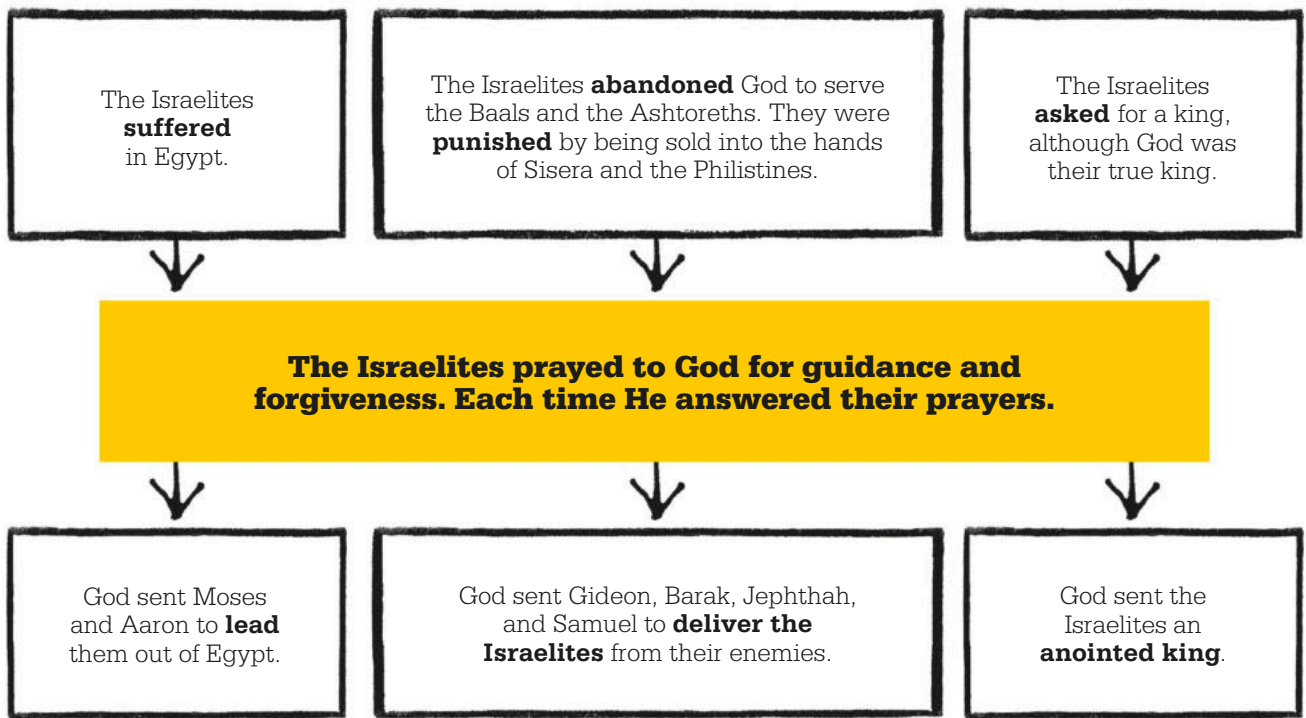 The Israelites
suffered
in Egypt.
The Israelites abandoned God to serve
the Baals and the Ashtoreths. They were
punished by being sold into the hands
of Sisera and the Philistines.
The Israelites
asked for a king,
although God was
their true king.
The Israelites prayed to God for guidance and
forgiveness. Each time He answered their prayers.
God sent Moses
and Aaron to lead
them out of Egypt.
God sent Gideon, Barak, Jephthah,
and Samuel to deliver the
Israelites from their enemies.
God sent the
Israelites an
anointed king.